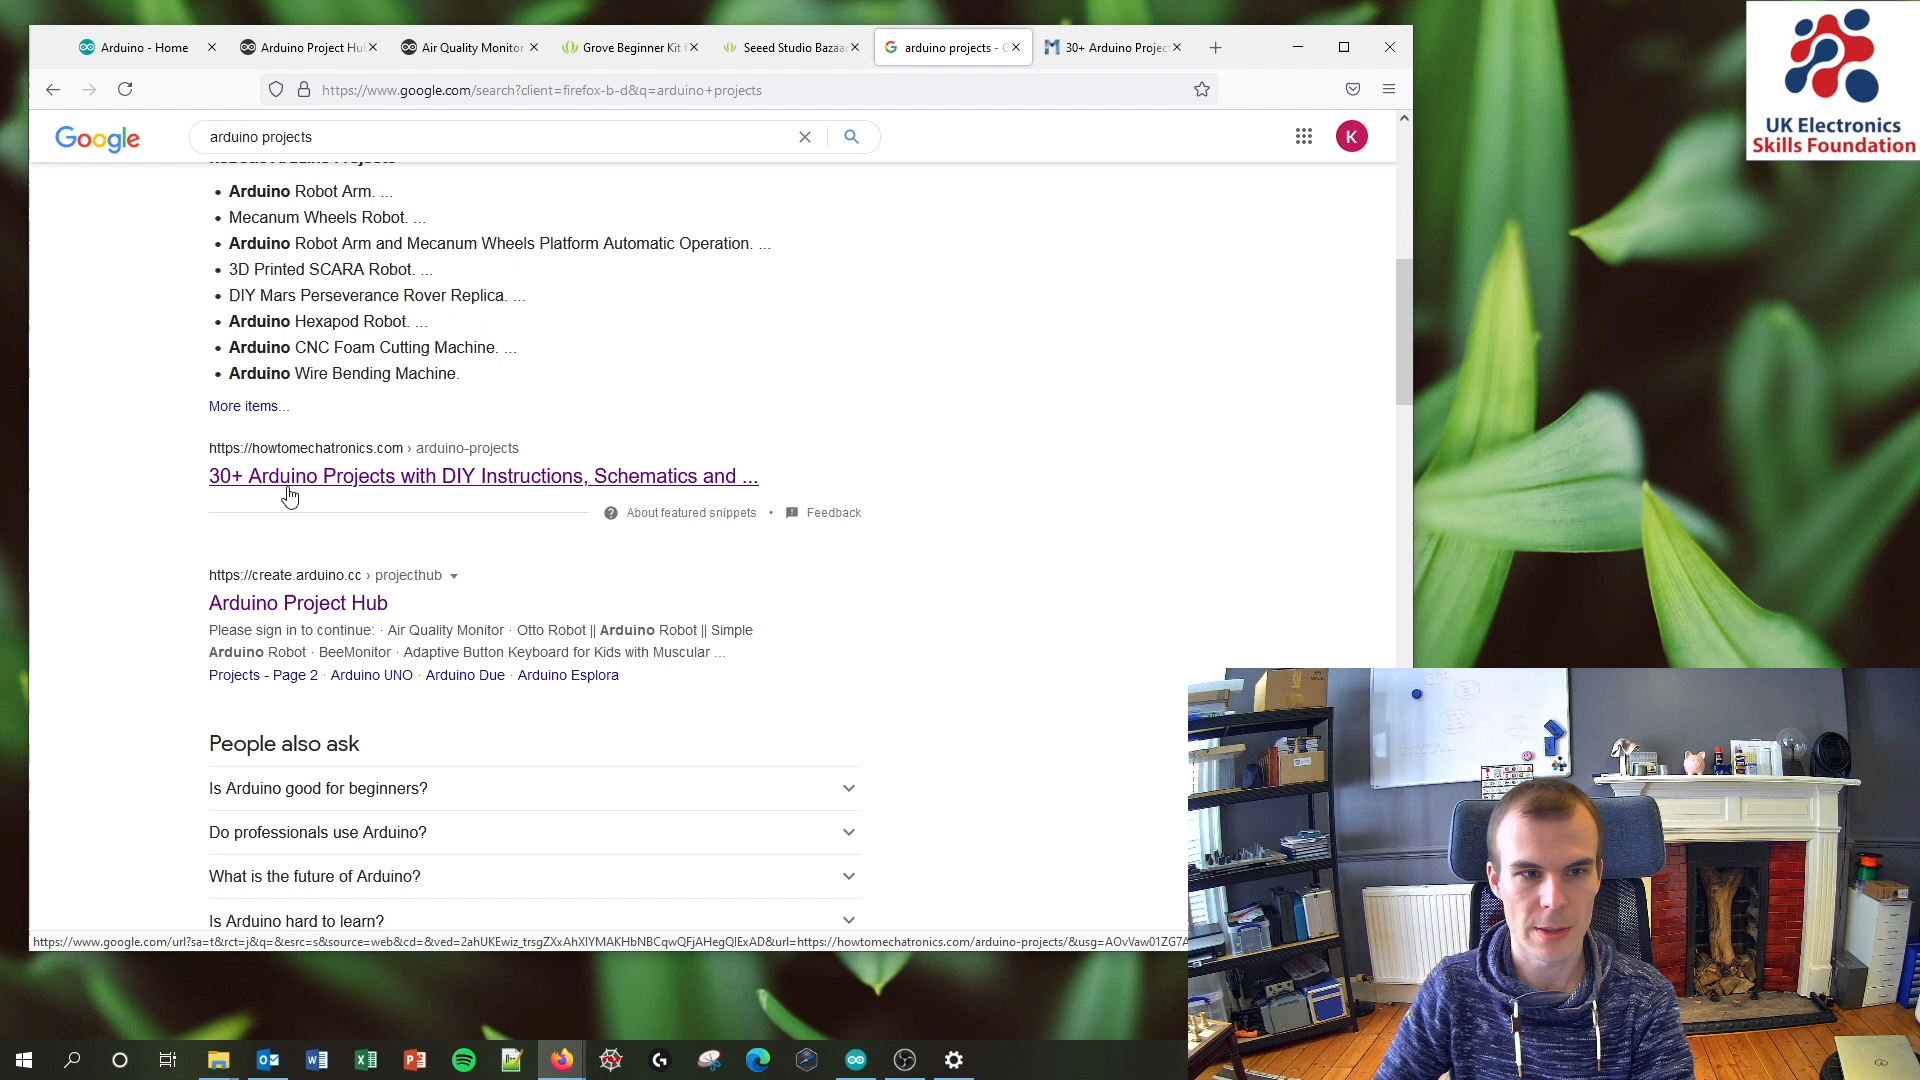 Arduino - Home
Arduino Project Hu
Air Quality Monitor
Grove Beginner Kit
Seeed Studio Bazaa
arduino projects - G
30+ Arduino Projec
https://www.google.com/search?client=firefox-b-d&q=arduino+projects
Google
arduino projects
K
UK Electronics
Skills Foundation
Arduino Robot Arm. ...
Mecanum Wheels Robot. ...
Arduino Robot Arm and Mecanum Wheels Platform Automatic Operation. ...
3D Printed SCARA Robot. ...
DIY Mars Perseverance Rover Replica. ...
Arduino Hexapod Robot. ...
Arduino CNC Foam Cutting Machine. ...
Arduino Wire Bending Machine.
More items...
https://howtomechatronics.com › arduino-projects
30+ Arduino Projects with DIY Instructions, Schematics and ...
About featured snippets • Feedback
https://create.arduino.cc › projecthub
Arduino Project Hub
Please sign in to continue: · Air Quality Monitor · Otto Robot || Arduino Robot || Simple
Arduino Robot · BeeMonitor · Adaptive Button Keyboard for Kids with Muscular ...
Projects - Page 2 · Arduino UNO · Arduino Due · Arduino Esplora
People also ask
Is Arduino good for beginners?
Do professionals use Arduino?
What is the future of Arduino?
Is Arduino hard to learn?